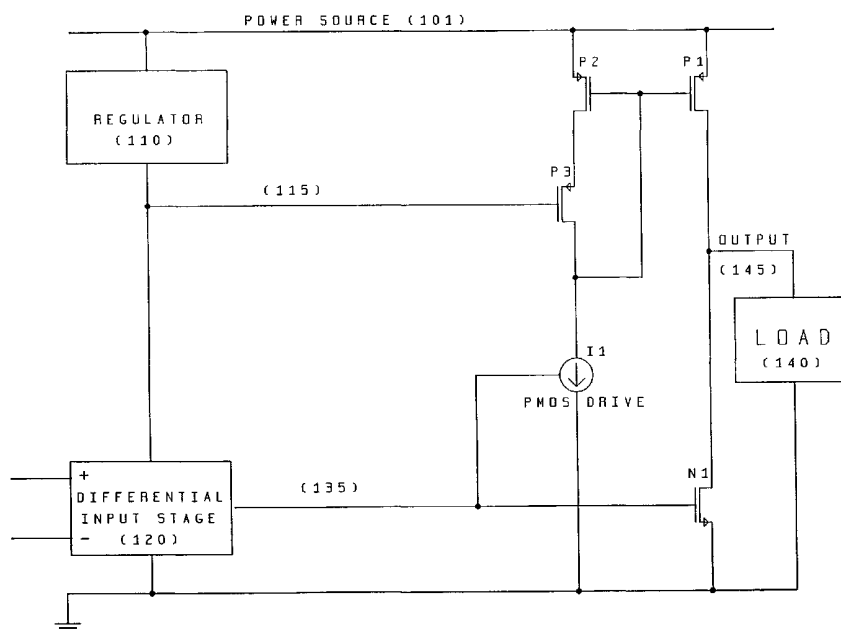 POWER SOURCE (101)
P2
P1
REGULATOR
(110)
P3
(115)
OUTPUT
(145)
LOAD
(140)
I1
PMOS DRIVE
+
DIFFERENTIAL
INPUT STAGE
(120)
−
(135)
N1